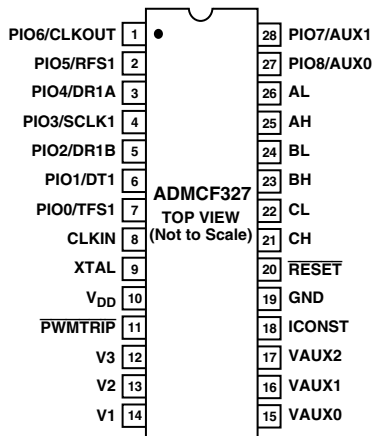 PIO6/CLKOUT 1 28 PIO7/AUX1
PIO5/RFS1 2 27 PIO8/AUX0
PIO4/DR1A 3 26 AL
PIO3/SCLK1 4 25 AH
PIO2/DR1B 5 24 BL
PIO1/DT1 6 23 BH
ADMCF327
PIO0/TFS1 7 TOP VIEW 22 CL
CLKIN 8 (Not to Scale) 21 CH
XTAL 9 20 RESET
VDD 10 19 GND
PWMTRIP 11 18 ICONST
V3 12 17 VAUX2
V2 13 16 VAUX1
V1 14 15 VAUX0